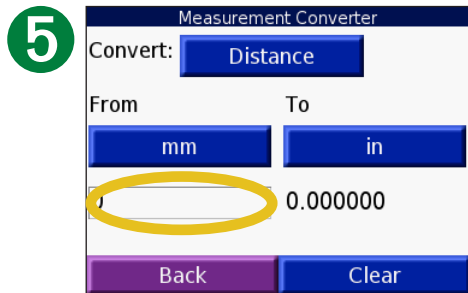 5
Measurement Converter
Convert: Distance
From To
mm in
0 0.000000
Back Clear